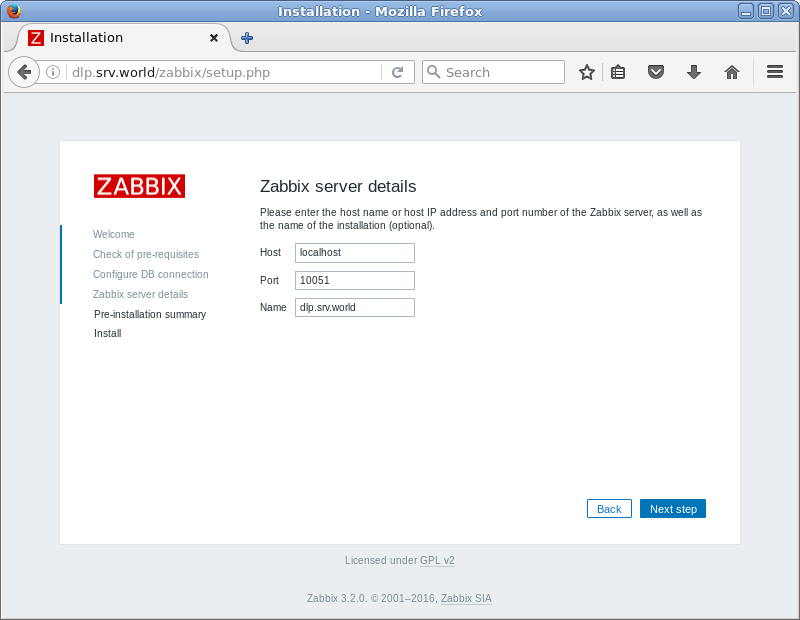 Installation - Mozilla Firefox
Installation
dlp.srv.world/zabbix/setup.php
Search
ZABBIX
Welcome
Check of pre-requisites
Configure DB connection
Zabbix server details
Pre-installation summary
Install
Zabbix server details
Please enter the host name or host IP address and port number of the Zabbix server, as well as
the name of the installation (optional).
Host localhost
Port 10051
Name dlp.srv.world
Back Next step
Licensed under GPL v2
Zabbix 3.2.0. © 2001–2016, Zabbix SIA